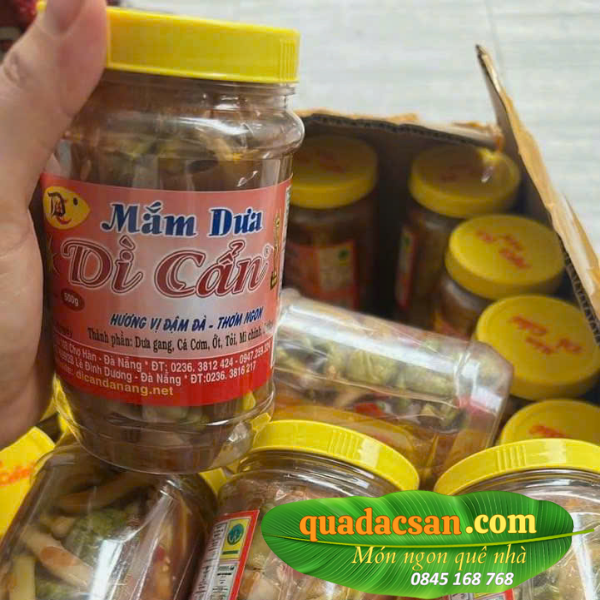 Mắm Dưa
Dì Cẩn
500g
HƯƠNG VỊ ĐẬM ĐÀ - THƠM NGON
Thành phần: Dưa gang, Cá Cơm, Ớt, Tỏi, Mì chính,
Chợ Hàn - Đà Nẵng * ĐT: 0236. 3812 424 -
Lê Đình Dương - Đà Nẵng * ĐT:0236. 3816 217
dicandanang.net
quadacsan.com
Món ngon quê nhà
0845 168 768